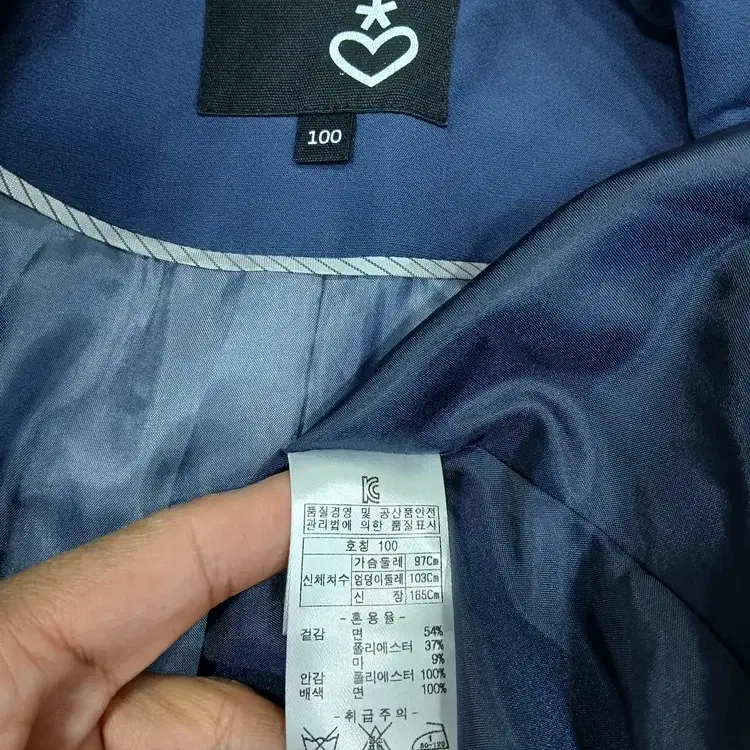 100
품질경영 및 공산품안전
관리법에 의한 품질표시
호칭 100
신체치수
가슴둘레 97Cm
엉덩이둘레 103Cm
신 장 165Cm
- 혼 용 율 -
겉감 면 54%
폴리에스터 37%
마 9%
안감 폴리에스터 100%
배색 면 100%
- 취 급 주 의 -